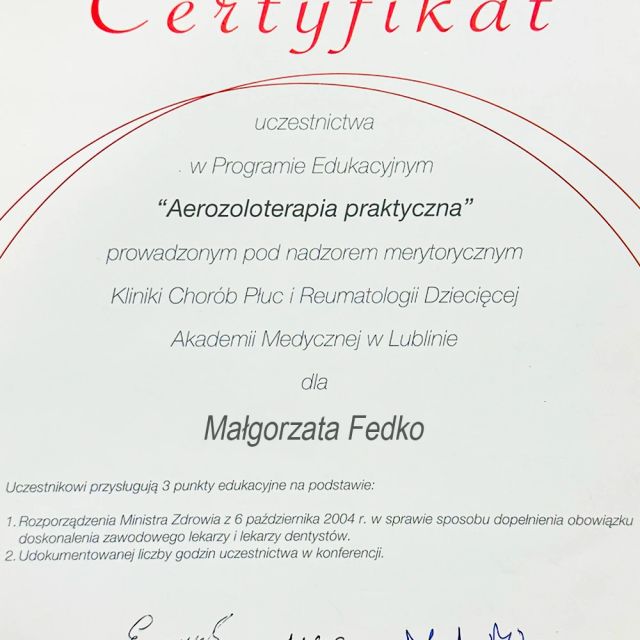 Certyfikat
uczestnictwa
w Programie Edukacyjnym
“Aerozoloterapia praktyczna”
prowadzonym pod nadzorem merytorycznym
Kliniki Chorób Płuc i Reumatologii Dziecięcej
Akademii Medycznej w Lublinie
dla
Małgorzata Fedko
Uczestnikowi przysługują 3 punkty edukacyjne na podstawie:
1. Rozporządzenia Ministra Zdrowia z 6 października 2004 r. w sprawie sposobu dopełnienia obowiązku
doskonalenia zawodowego lekarzy i lekarzy dentystów.
2. Udokumentowanej liczby godzin uczestnictwa w konferencji.